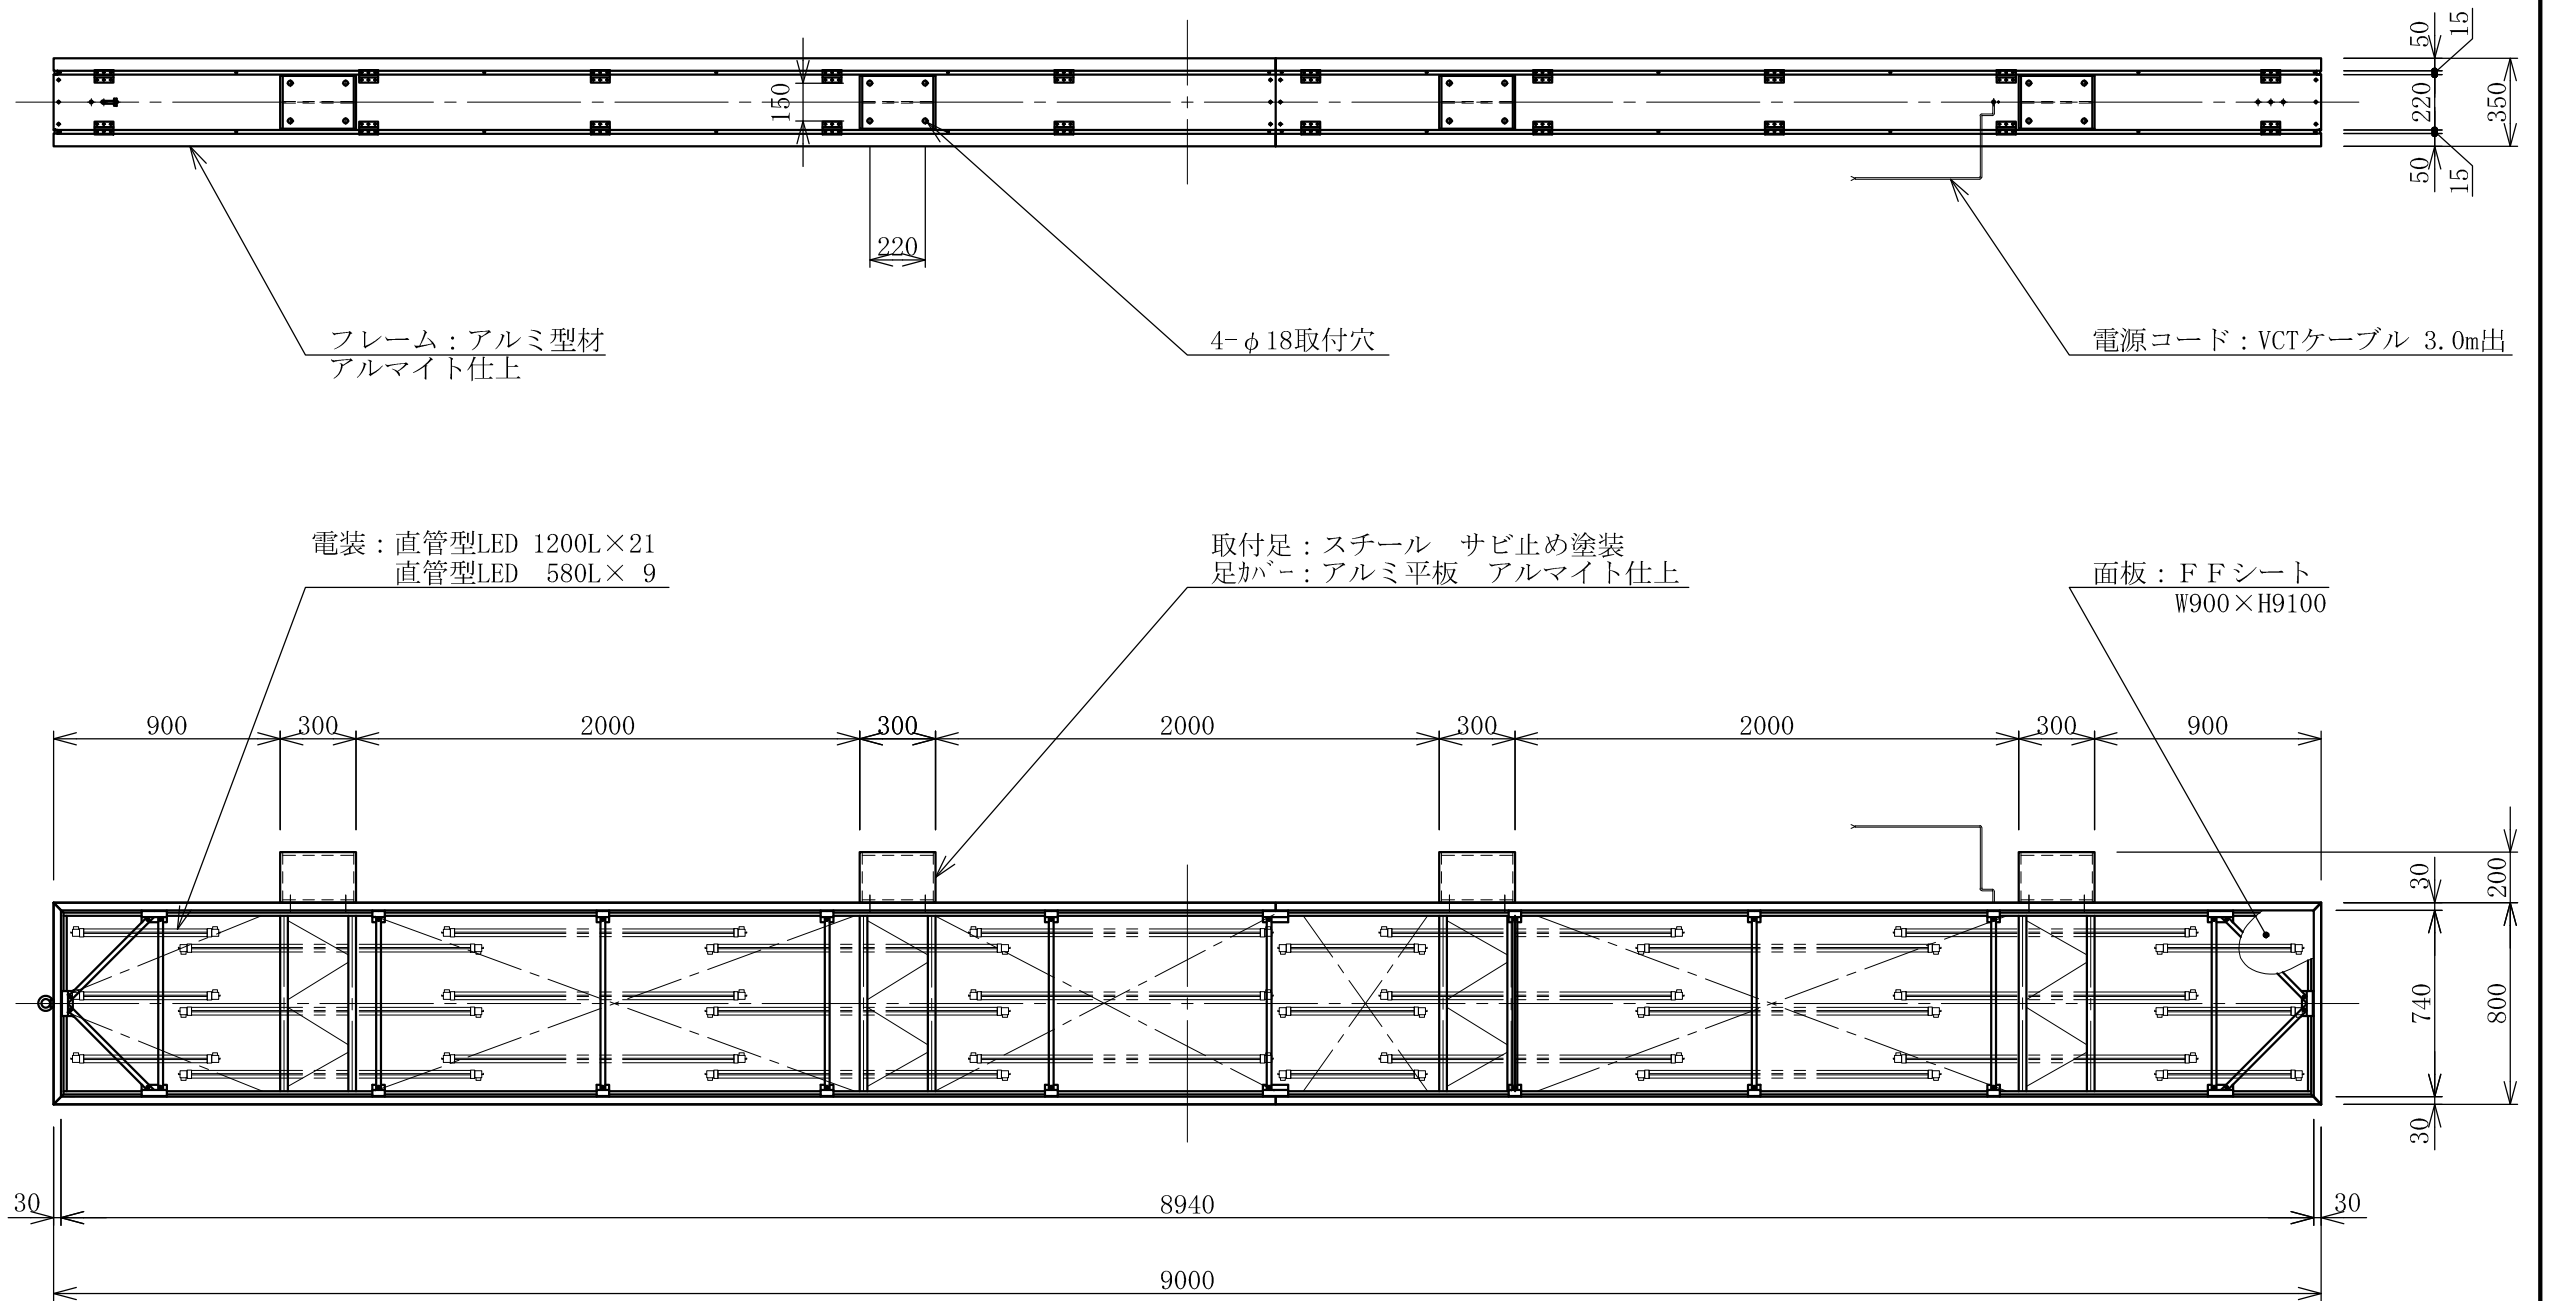 50
15
150
220
350
50
15
220
フレーム：アルミ型材
アルマイト仕上
4-φ18取付穴
電源コード：VCTケーブル 3.0m出
電装：直管型LED 1200L×21
直管型LED 580L× 9
取付足：スチール　サビ止め塗装
足ｶﾊﾞｰ：アルミ平板　アルマイト仕上
面板：ＦＦシート
W900×H9100
900
300
2000
300
2000
300
2000
300
900
30
200
740
800
30
30
8940
30
9000